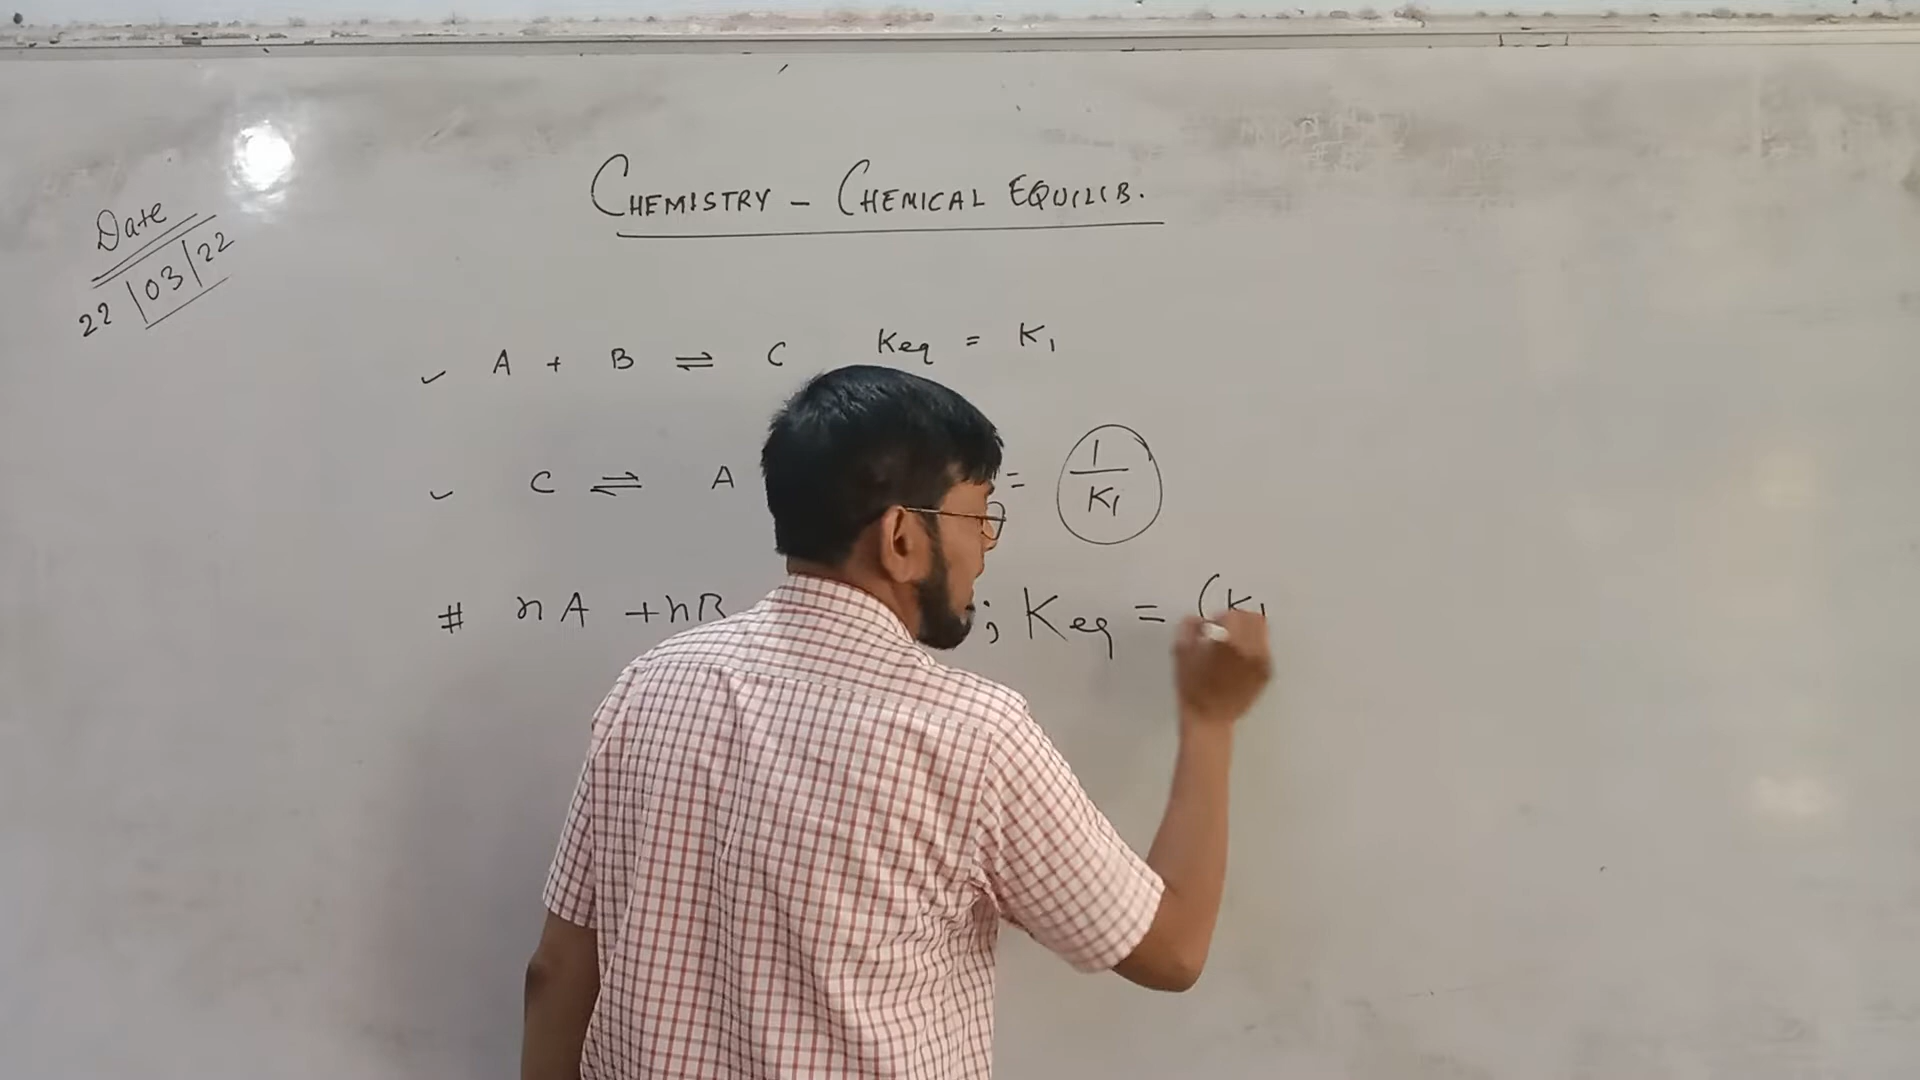 CHEMISTRY - CHEMICAL EQUILIB.
Date
22/03/22
✓ A + B ⇌ C Keq = K1
✓ C ⇌ A = 1/K1
# nA + nB ; Keq = (K1